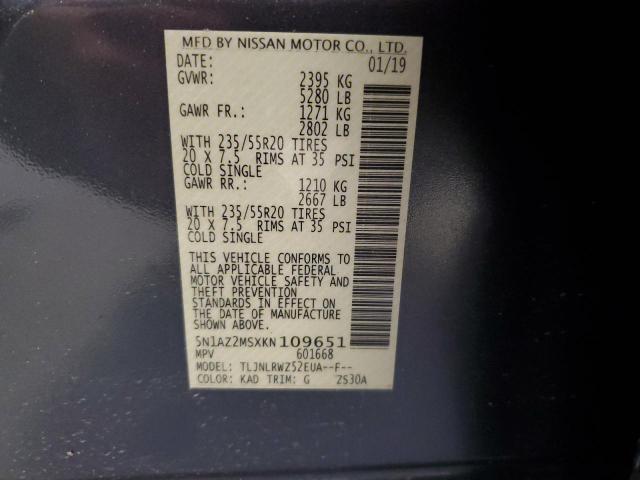 MFD BY NISSAN MOTOR CO., LTD.
DATE: 01/19
GVWR: 2395 KG
5280 LB
GAWR FR.: 1271 KG
2802 LB
WITH 235/55R20 TIRES
20 X 7.5 RIMS AT 35 PSI
COLD SINGLE
GAWR RR.: 1210 KG
2667 LB
WITH 235/55R20 TIRES
20 X 7.5 RIMS AT 35 PSI
COLD SINGLE
THIS VEHICLE CONFORMS TO
ALL APPLICABLE FEDERAL
MOTOR VEHICLE SAFETY AND
THEFT PREVENTION
STANDARDS IN EFFECT ON
THE DATE OF MANUFACTURE
SHOWN ABOVE.
5N1AZ2MSXKN109651
MPV 601668
MODEL: TLJNLRWZ52EUA--F--
COLOR: KAD TRIM: G ZS30A